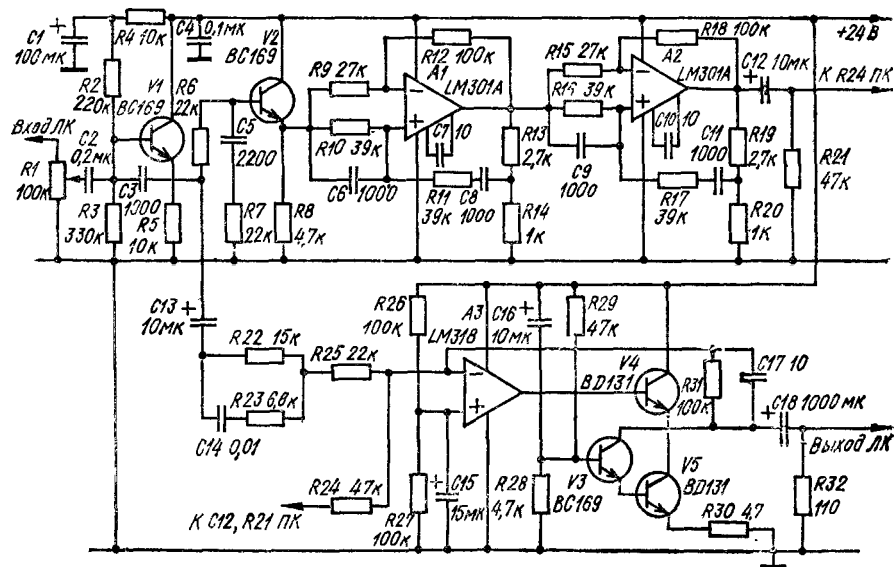 C1
100 мк
R4 10к
C4
0,1мк
V2
BC169
R12 100к
R18 100к
+24 В
R2
220к
V1
BC169
R6
22к
R9 27к
A1
LM301A
R15 27к
A2
LM301A
C12 10мк
R16 39к
К R24 ПК
Вход ЛК
C2
0,2мк
C5
2200
C7 10
C10 10
R10 39к
R13
2,7к
C11
1000
R19
2,7к
R1
100к
C3
1000
C9
1000
R21
47к
R3
330к
R5
10к
R7
22к
R8
4,7к
C6
1000
R11
39к
C8
1000
R14
1к
R17
39к
R20
1к
C13
10мк
R26
100к
A3
LM318
C16
10мк
R29
47к
R22 15к
R25 22к
V4
BD131
R31
100к
C17 10
R23 6,8к
C18 1000 мк
C14 0,01
Выход ЛК
R24 47к
К C12, R21 ПК
R27
100к
C15
15мк
R28
4,7к
V3
BC169
V5
BD131
R30 4,7
R32
110